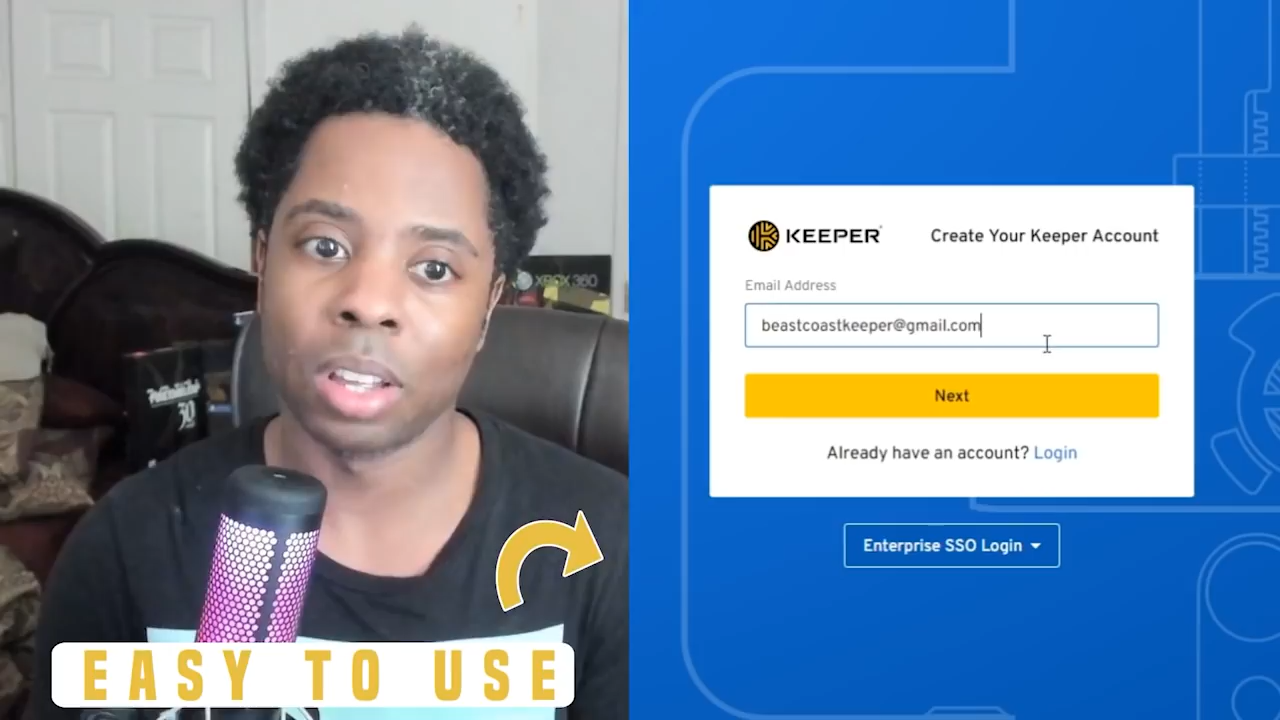 XBOX 360
30
EASY TO USE
KEEPER
Create Your Keeper Account
Email Address
beastcoastkeeper@gmail.com
Next
Already have an account? Login
Enterprise SSO Login